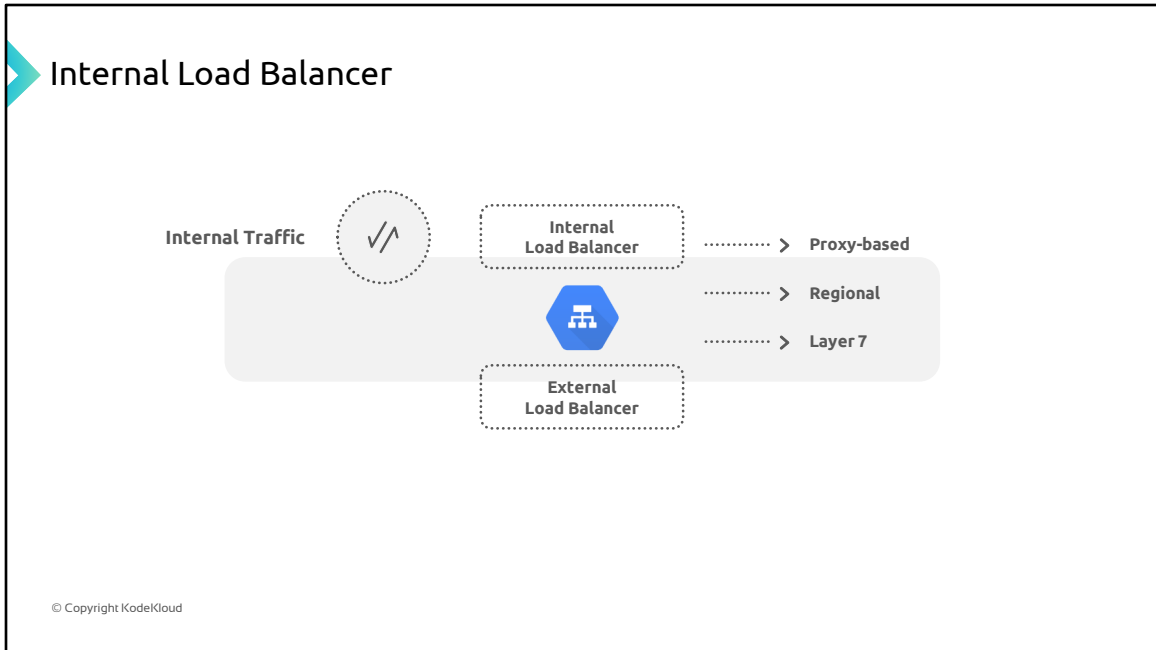 Internal Load Balancer
Internal Traffic
Internal
Load Balancer
Proxy-based
Regional
Layer 7
External
Load Balancer
© Copyright KodeKloud